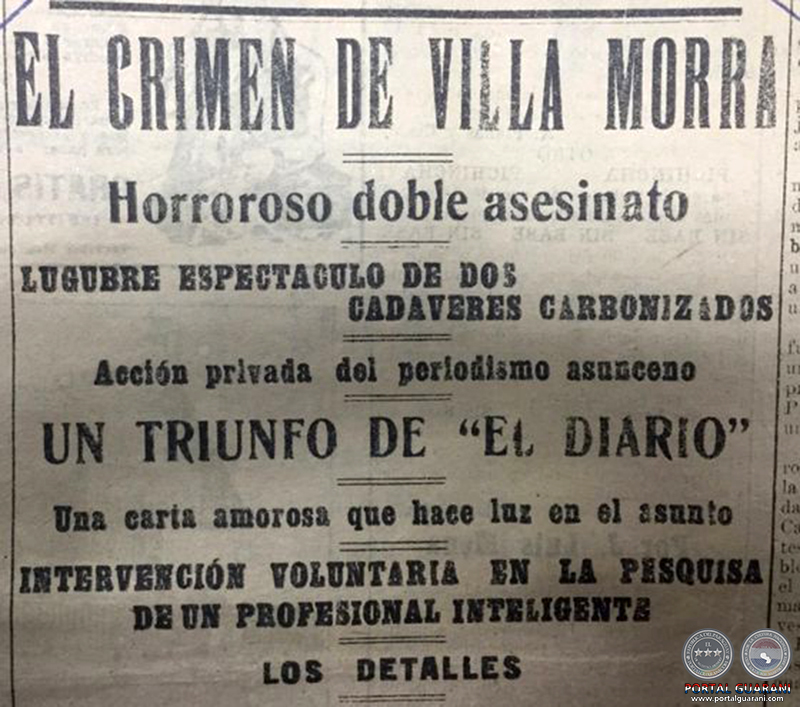 EL CRIMEN DE VILLA MORRA
Horroroso doble asesinato
LUGUBRE ESPECTACULO DE DOS
CADAVERES CARBONIZADOS
Acción privada del periodismo asunceno
UN TRIUNFO DE “EL DIARIO”
Una carta amorosa que hace luz en el asunto
INTERVENCIÓN VOLUNTARIA EN LA PESQUISA
DE UN PROFESIONAL INTELIGENTE
LOS DETALLES
PORTAL GUARANI
www.portalguarani.com